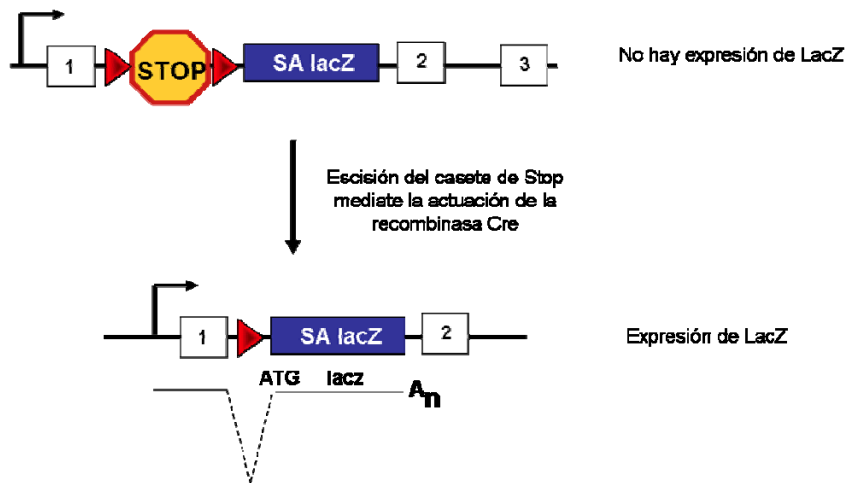 1 STOP SA lacZ 2 3 No hay expresión de LacZ
Escisión del casete de Stop
mediate la actuación de la
recombinasa Cre
1 SA lacZ 2 Expresión de LacZ
ATG lacz An